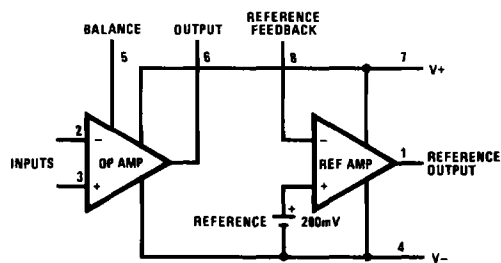 BALANCE
OUTPUT
REFERENCE
FEEDBACK
5
6
8
7
V+
2
−
−
INPUTS
OP AMP
REF AMP
1
REFERENCE
OUTPUT
3
+
+
+
REFERENCE
200mV
4
V−